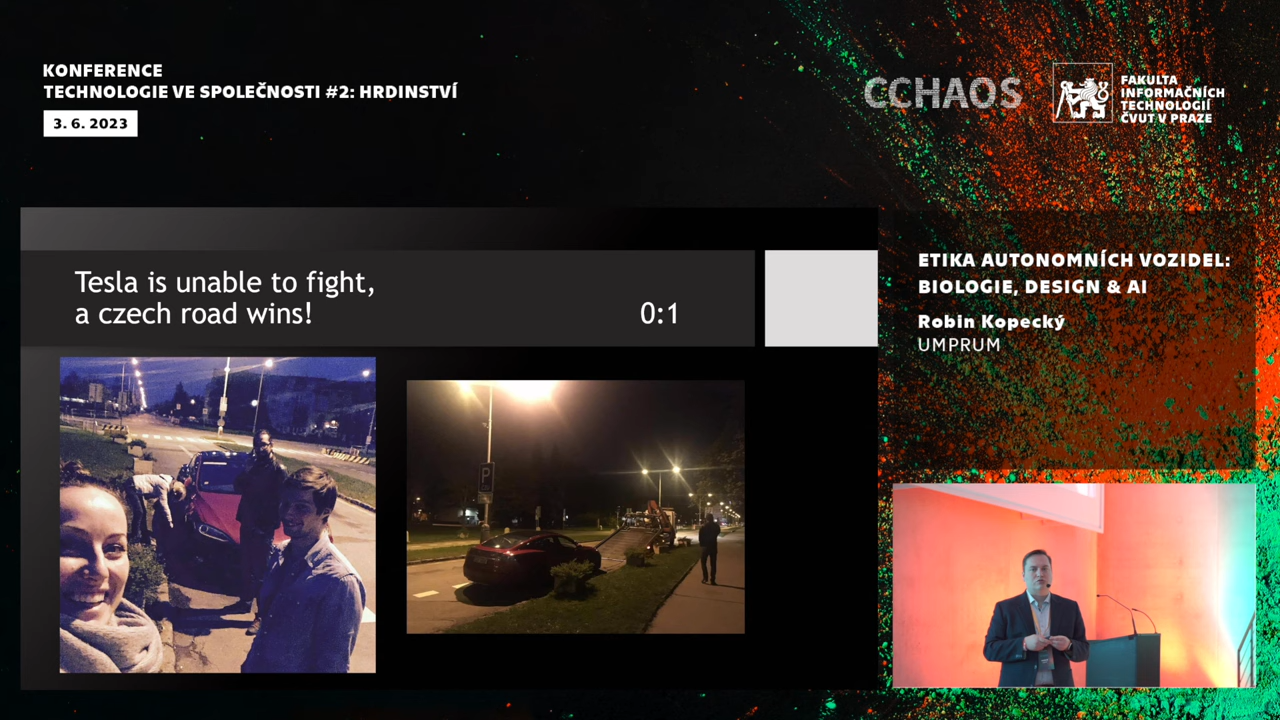 KONFERENCE
TECHNOLOGIE VE SPOLEČNOSTI #2: HRDINSTVÍ
3. 6. 2023
CCHAOS
FAKULTA
INFORMAČNÍCH
TECHNOLOGIÍ
ČVUT V PRAZE
Tesla is unable to fight,
a czech road wins!
0:1
P
ETIKA AUTONOMNÍCH VOZIDEL:
BIOLOGIE, DESIGN & AI
Robin Kopecký
UMPRUM